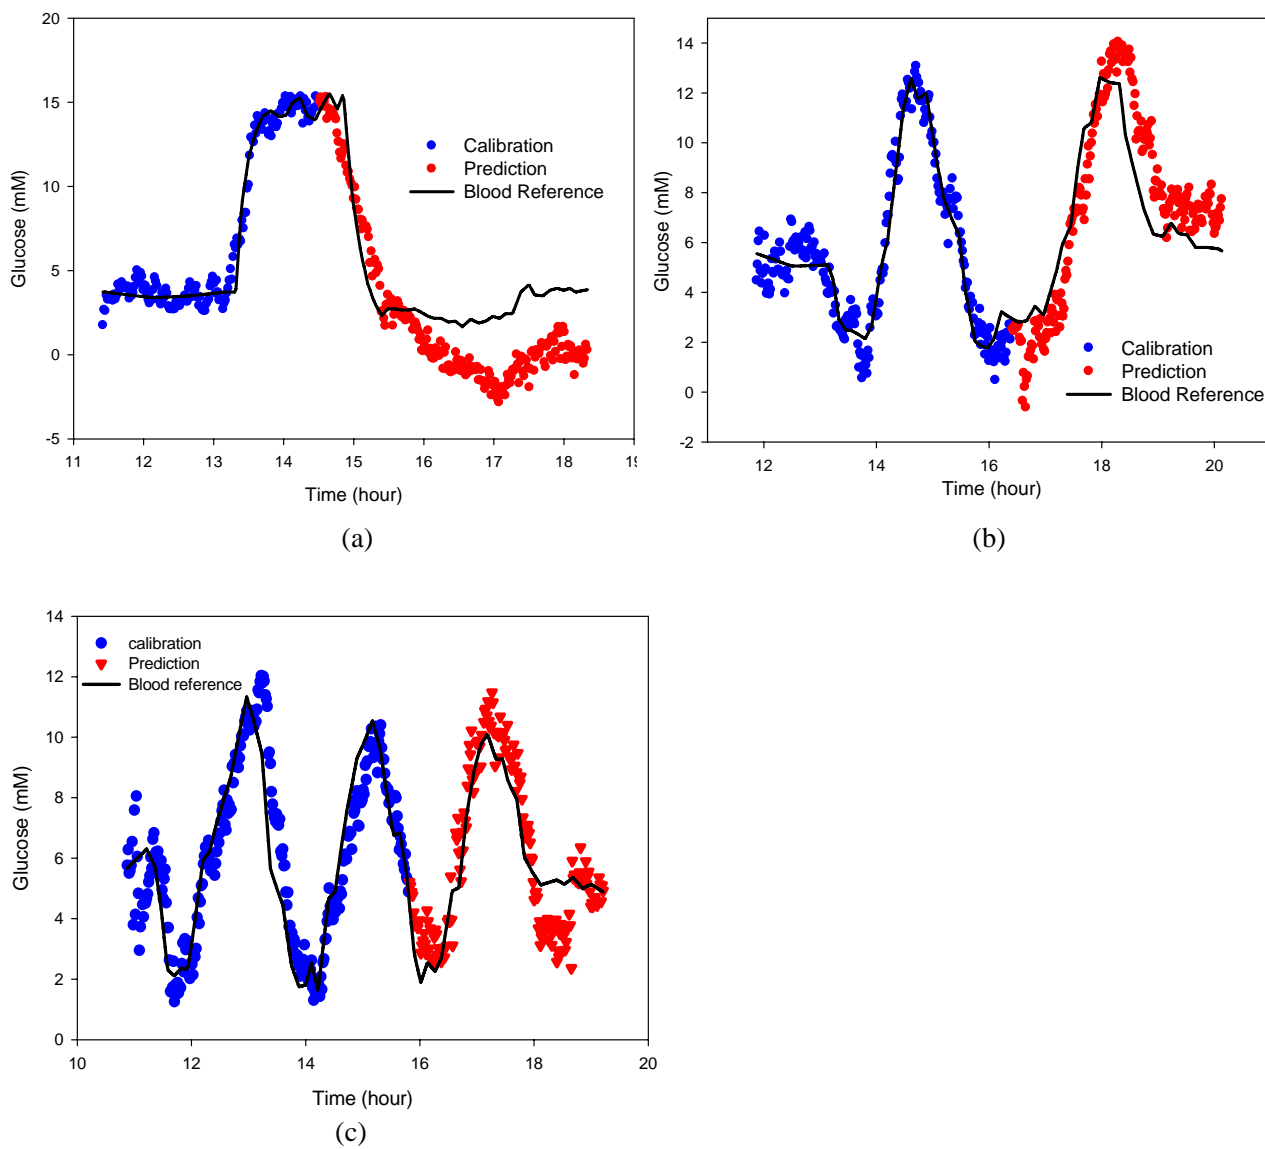 20
15
10
5
0
-5
Glucose (mM)
Calibration
Prediction
Blood Reference
11 12 13 14 15 16 17 18 19
Time (hour)
(a)
14
12
10
8
6
4
2
0
-2
Glucose (mM)
Calibration
Prediction
Blood Reference
12 14 16 18 20
Time (hour)
(b)
14
12
10
8
6
4
2
0
Glucose (mM)
calibration
Prediction
Blood reference
10 12 14 16 18 20
Time (hour)
(c)